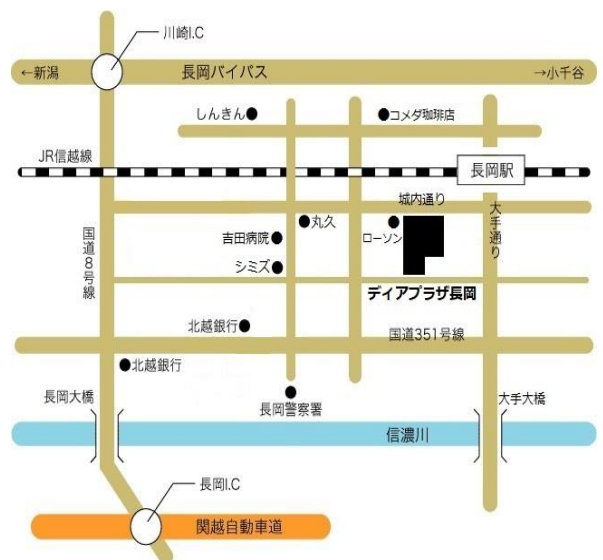 川崎I.C
←新潟
長岡バイパス
→小千谷
しんきん
コメダ珈琲店
JR信越線
長岡駅
城内通り
丸久
ローソン
大手通り
国道8号線
吉田病院
シミズ
ディアプラザ長岡
北越銀行
国道351号線
北越銀行
長岡大橋
大手大橋
長岡警察署
信濃川
長岡I.C
関越自動車道